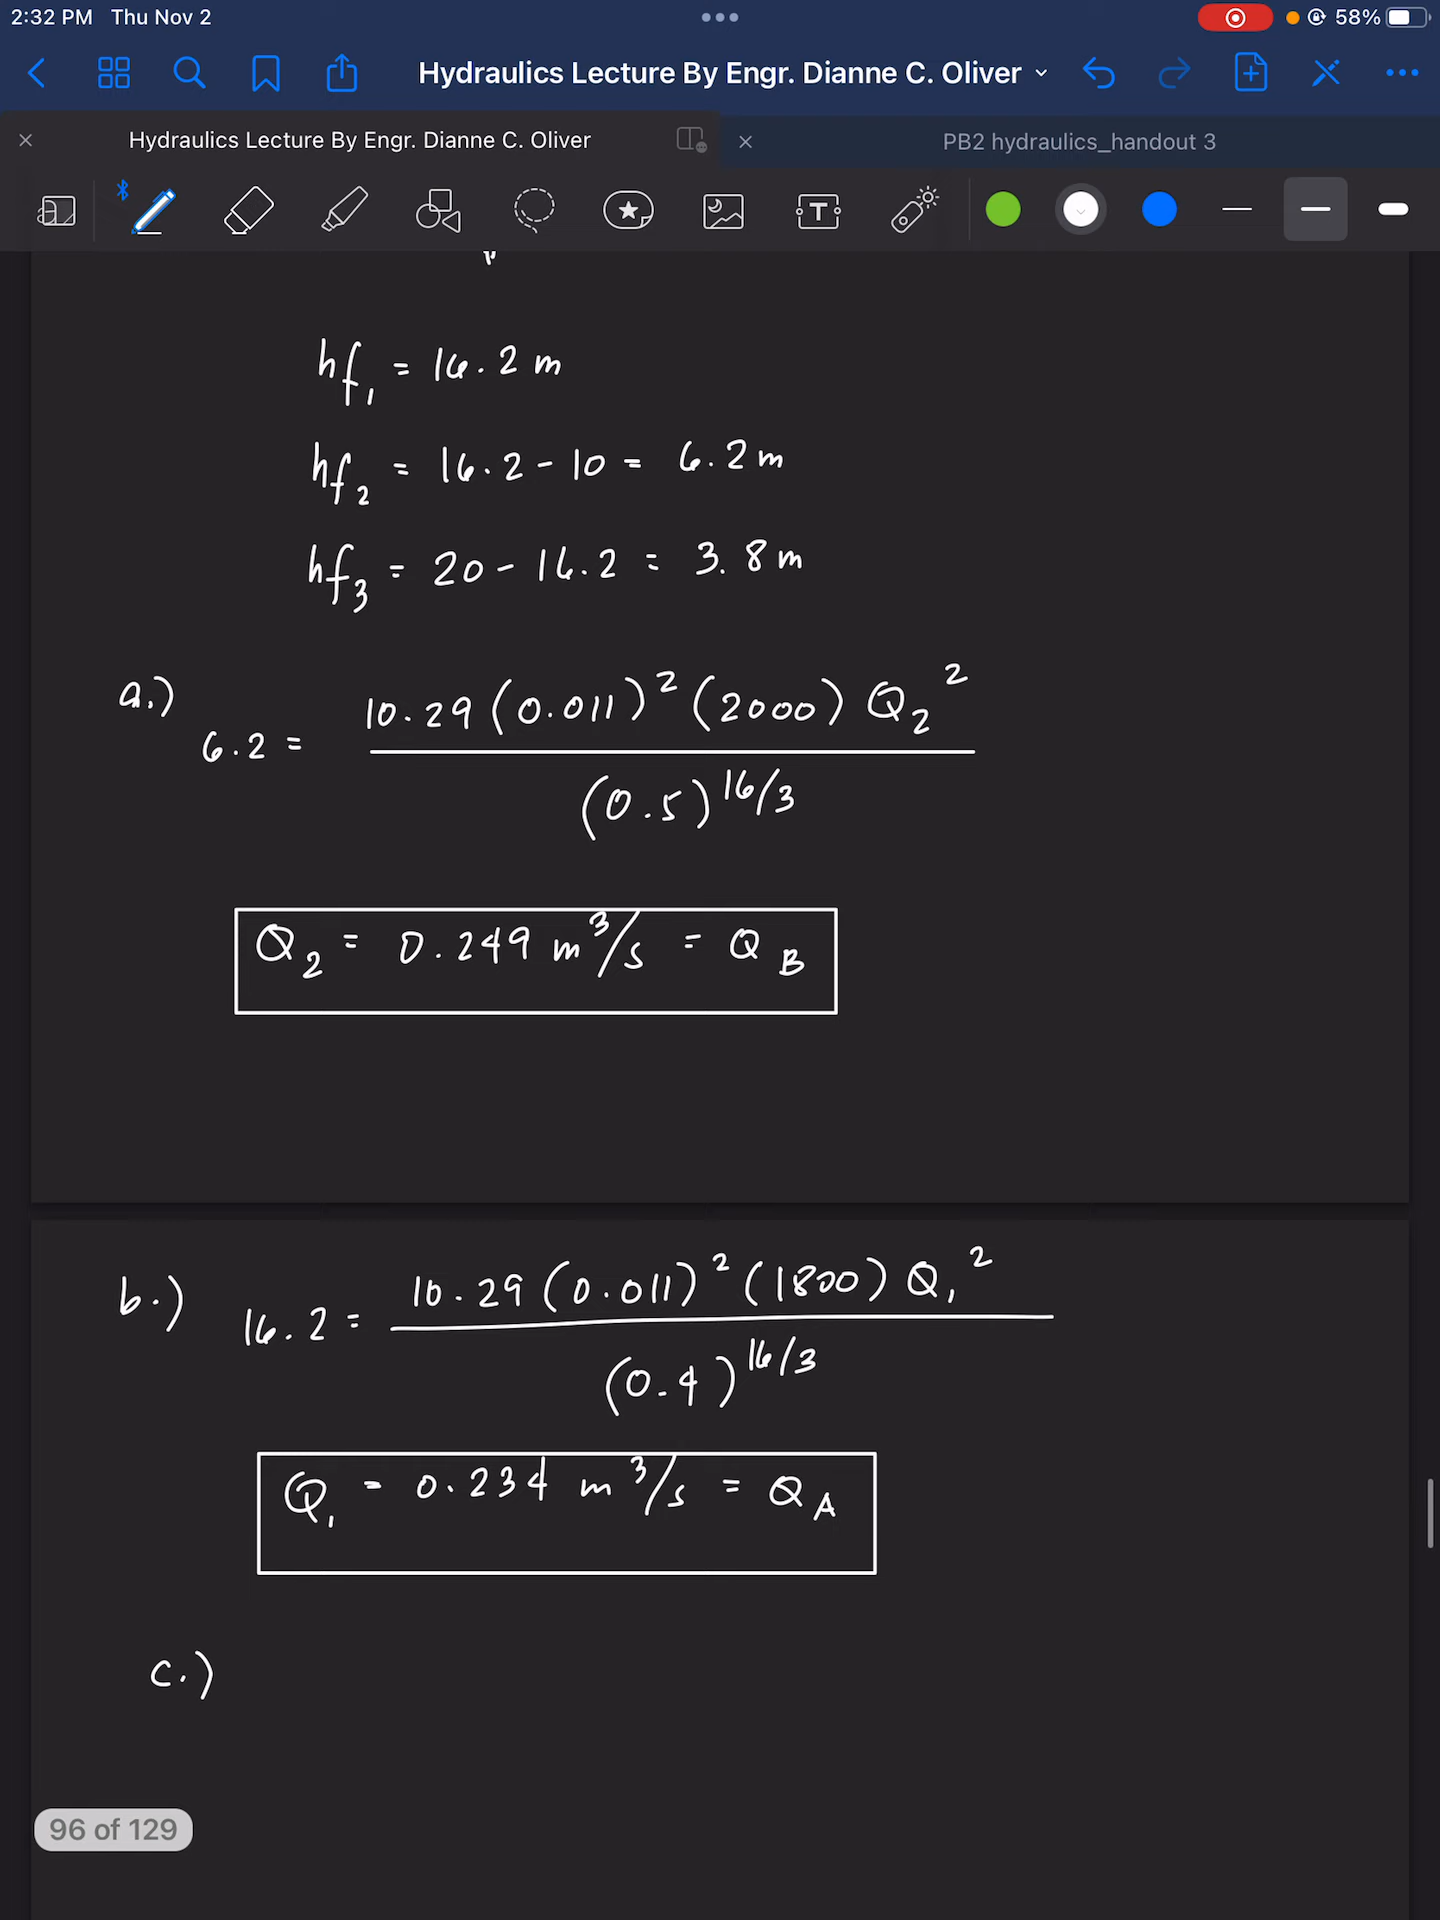 2:32 PM Thu Nov 2
58%
Hydraulics Lecture By Engr. Dianne C. Oliver
Hydraulics Lecture By Engr. Dianne C. Oliver
PB2 hydraulics_handout 3
hf₁ = 16.2 m
hf₂ = 16.2 - 10 = 6.2 m
hf₃ = 20 - 16.2 = 3.8 m
a.)
6.2 = 10.29 (0.011)² (2000) Q₂² / (0.5)^16/3
Q₂ = 0.249 m³/s = Q_B
b.)
16.2 = 10.29 (0.011)² (1800) Q₁² / (0.4)^16/3
Q₁ = 0.234 m³/s = Q_A
c.)
96 of 129